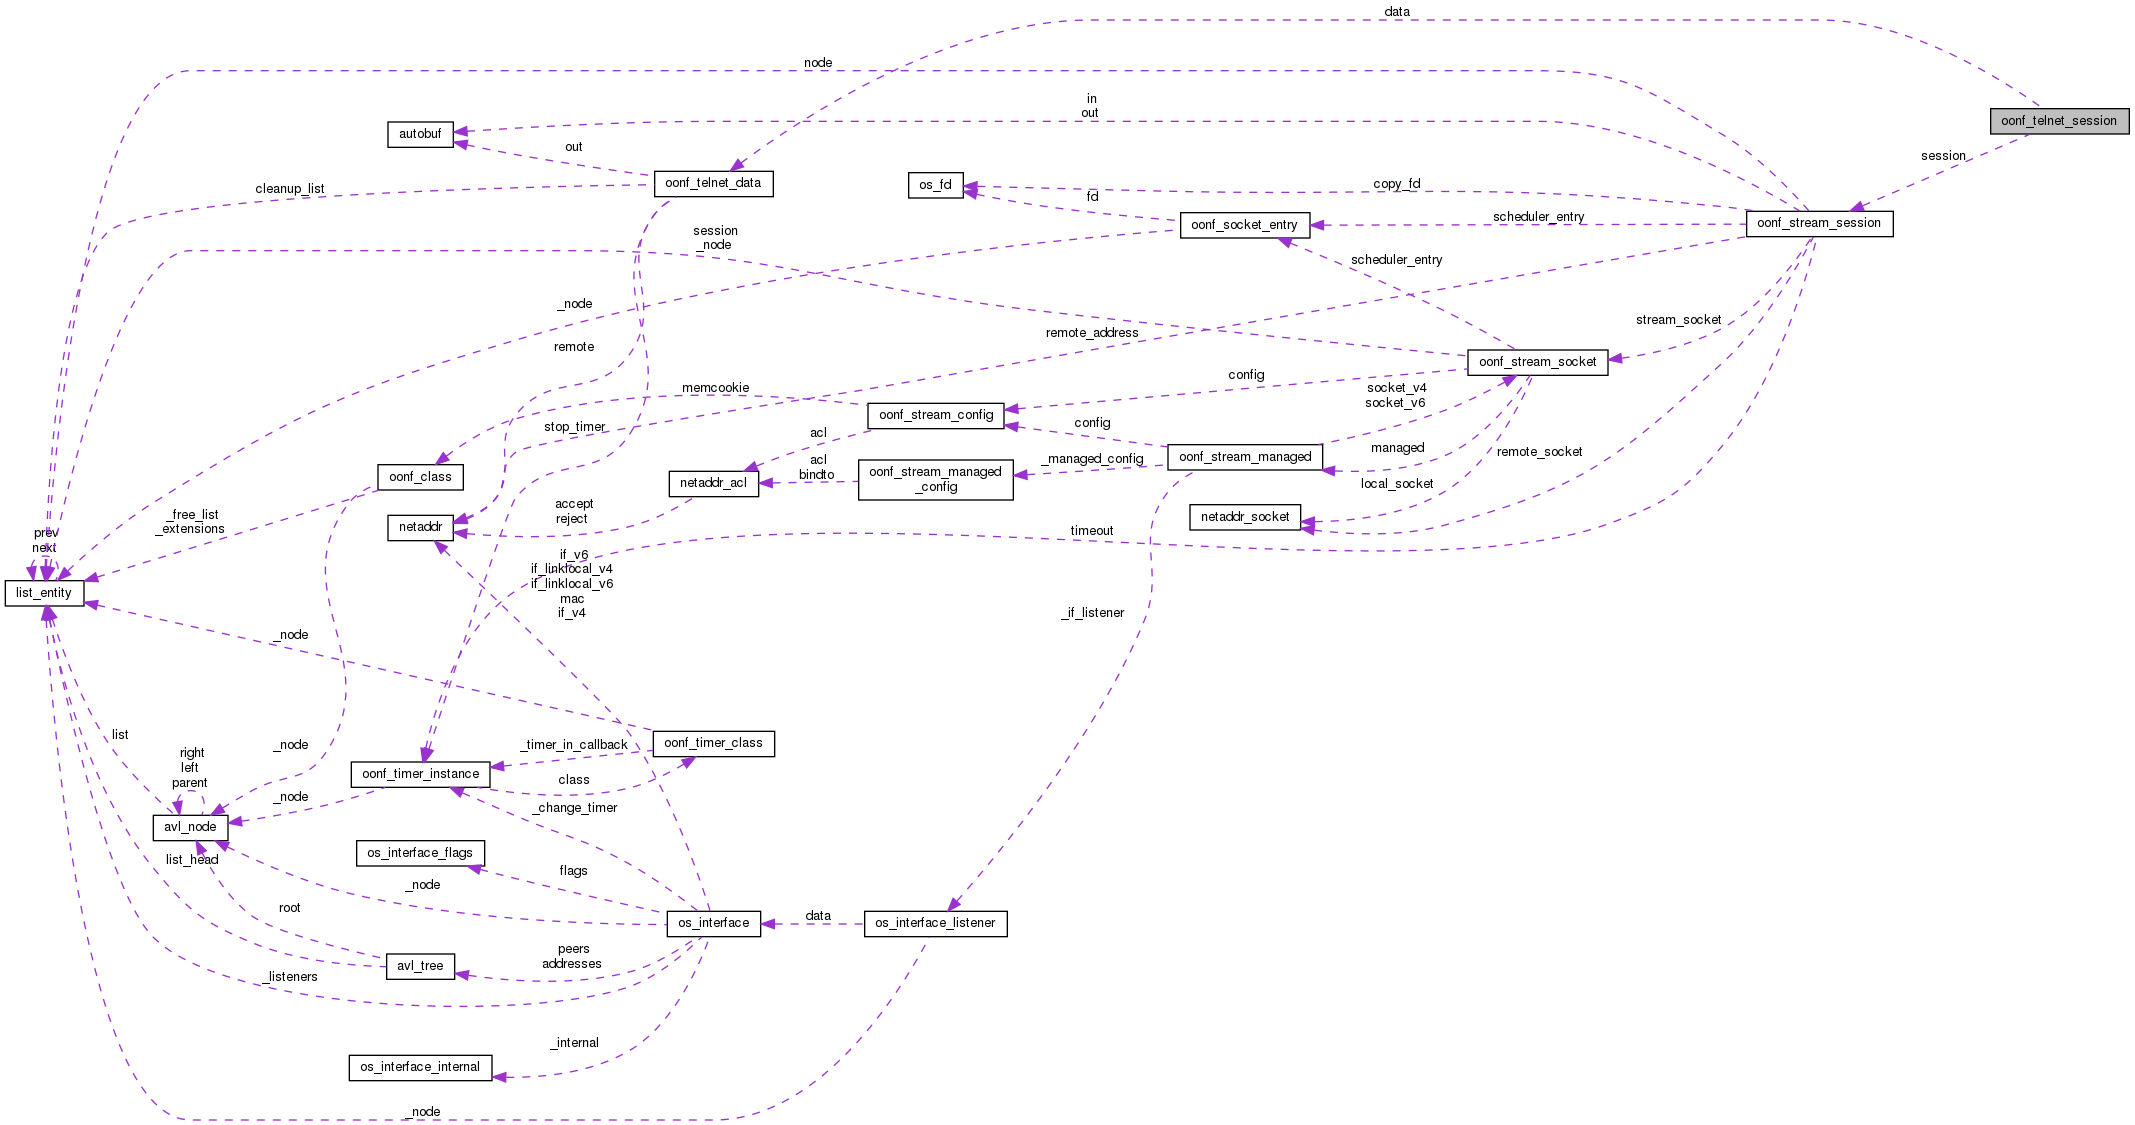 data
node
in
out
autobuf
oonf_telnet_session
out
session
oonf_telnet_data
os_fd
copy_fd
cleanup_list
fd
scheduler_entry
oonf_socket_entry
oonf_stream_session
session
_node
scheduler_entry
_node
stream_socket
remote_address
remote
oonf_stream_socket
config
memcookie
socket_v4
socket_v6
oonf_stream_config
stop_timer
config
acl
managed
remote_socket
oonf_stream_managed
_managed_config
acl
bindto
oonf_stream_managed
_config
oonf_class
netaddr_acl
local_socket
accept
reject
_free_list
_extensions
netaddr
netaddr_socket
timeout
prev
next
if_v6
if_linklocal_v4
if_linklocal_v6
mac
if_v4
list_entity
_if_listener
_node
list
_node
right
left
parent
_timer_in_callback
oonf_timer_class
oonf_timer_instance
class
_node
_change_timer
avl_node
list_head
os_interface_flags
flags
_node
root
os_interface
data
os_interface_listener
peers
addresses
avl_tree
_listeners
_internal
os_interface_internal
_node